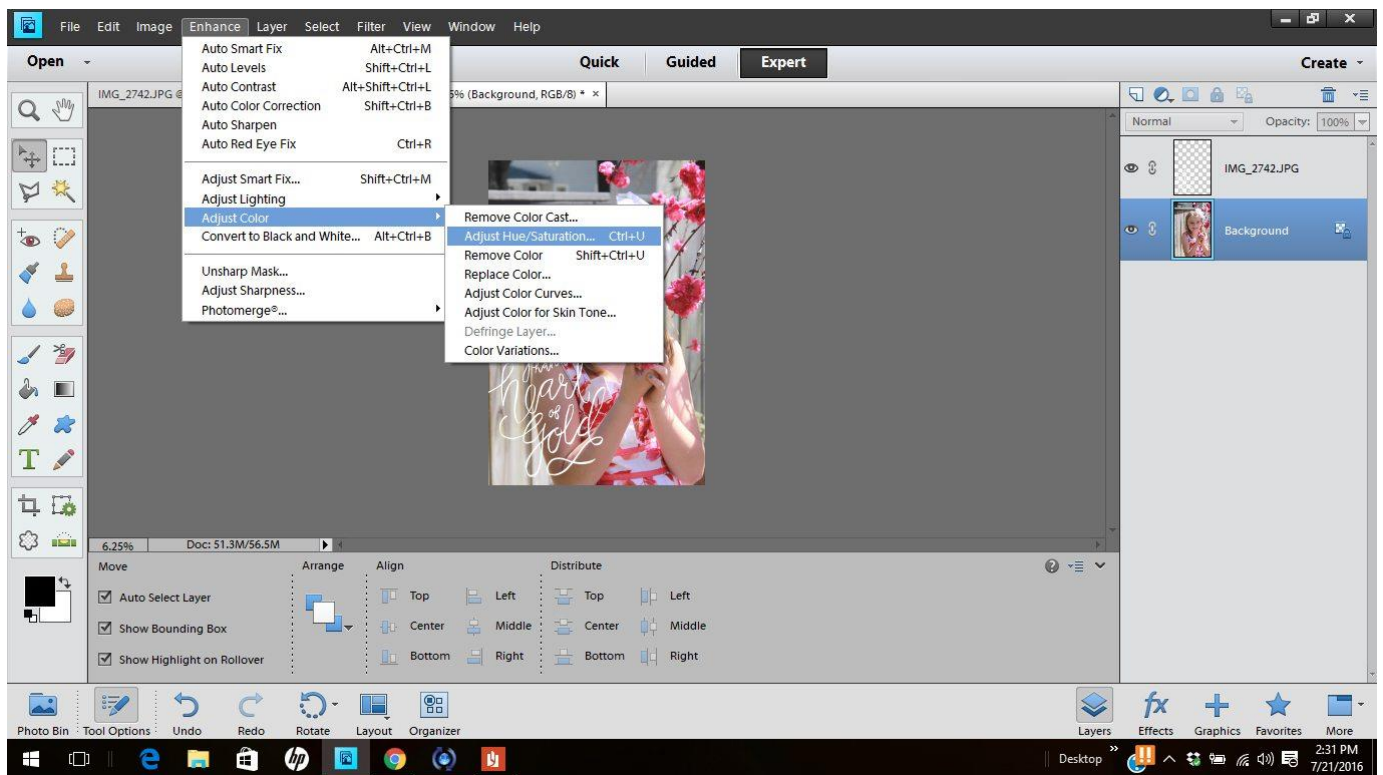 File Edit Image Enhance Layer Select Filter View Window Help
Open Quick Guided Expert Create
IMG_2742.JPG 5% (Background, RGB/8) * ×
Auto Smart Fix Alt+Ctrl+M
Auto Levels Shift+Ctrl+L
Auto Contrast Alt+Shift+Ctrl+L
Auto Color Correction Shift+Ctrl+B
Auto Sharpen
Auto Red Eye Fix Ctrl+R
Adjust Smart Fix... Shift+Ctrl+M
Adjust Lighting
Adjust Color
Convert to Black and White... Alt+Ctrl+B
Unsharp Mask...
Adjust Sharpness...
Photomerge®...
Remove Color Cast...
Adjust Hue/Saturation... Ctrl+U
Remove Color Shift+Ctrl+U
Replace Color...
Adjust Color Curves...
Adjust Color for Skin Tone...
Defringe Layer...
Color Variations...
Normal Opacity: 100%
IMG_2742.JPG
Background
heart
of
Gold
6.25% Doc: 51.3M/56.5M
Move Arrange Align Distribute
Auto Select Layer Top Left Top Left
Show Bounding Box Center Middle Center Middle
Show Highlight on Rollover Bottom Right Bottom Right
Photo Bin Tool Options Undo Redo Rotate Layout Organizer Layers Effects Graphics Favorites More
Desktop 2:31 PM
7/21/2016